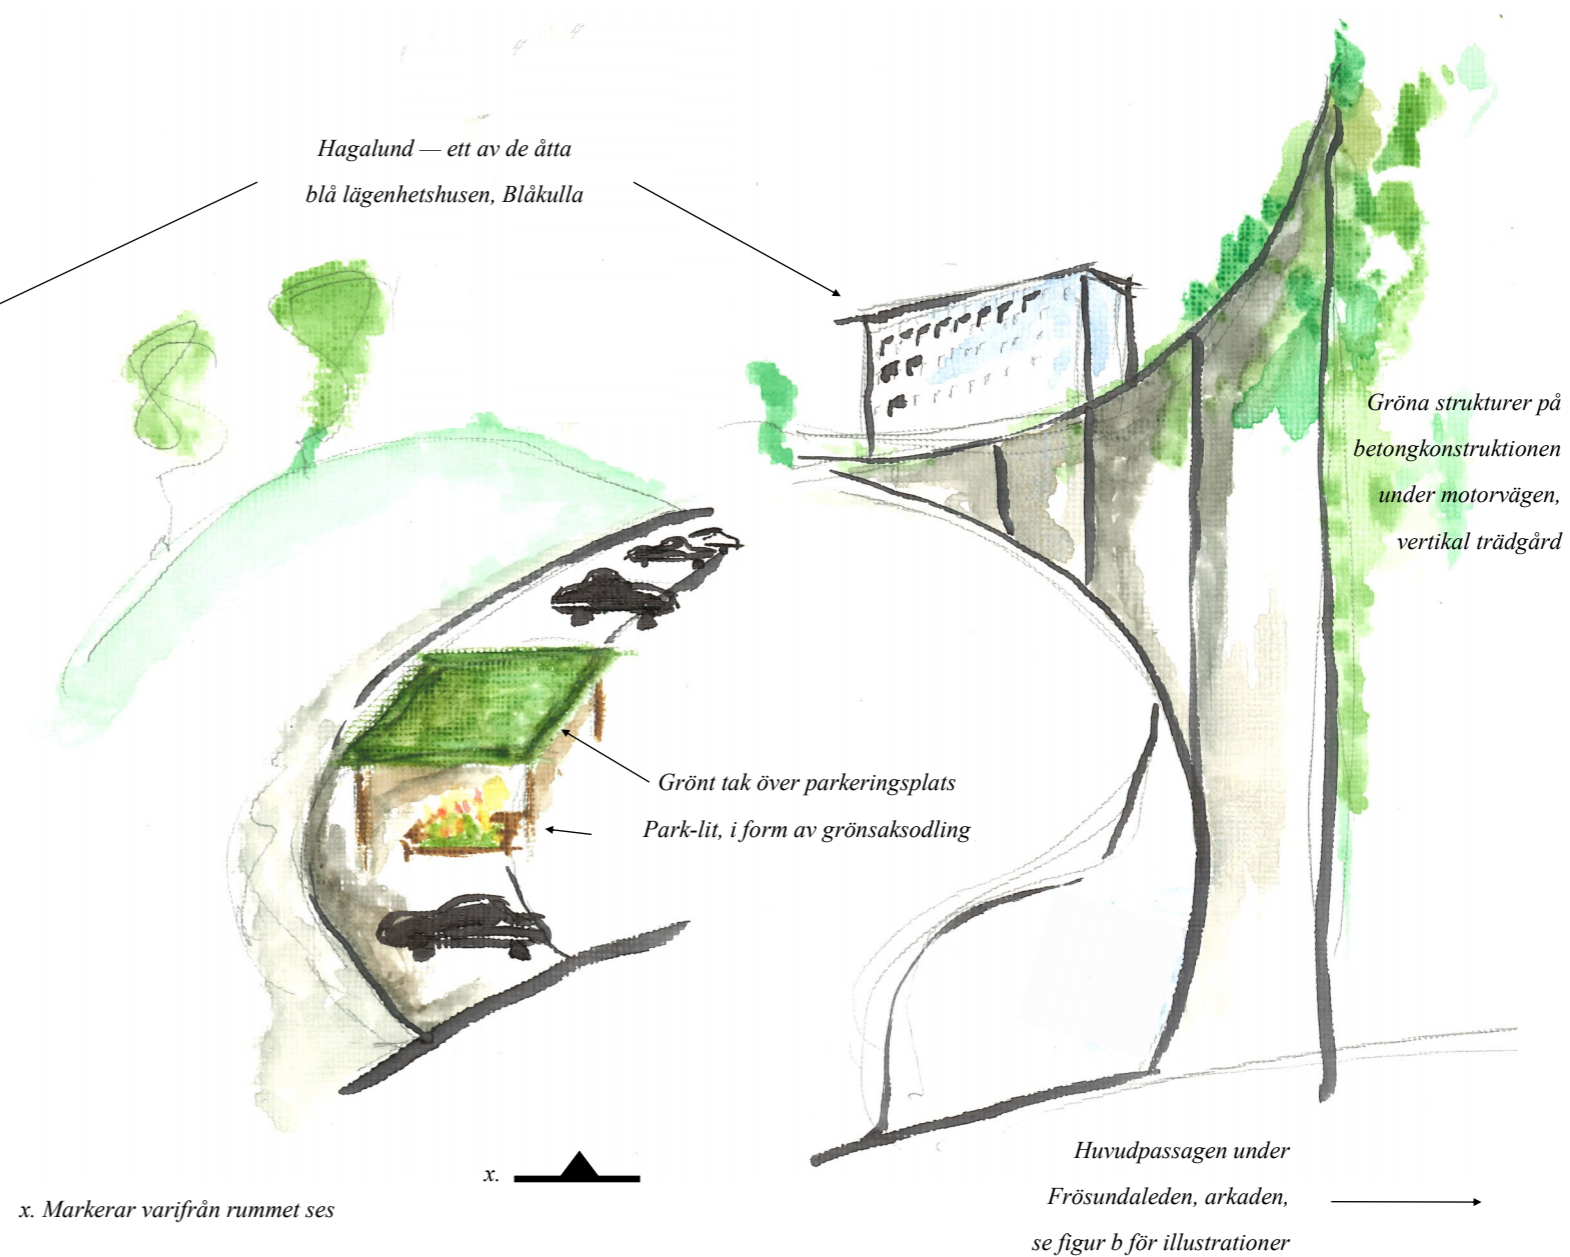 Hagalund — ett av de åtta
blå lägenhetshusen, Blåkulla
Gröna strukturer på
betongkonstruktionen
under motorvägen,
vertikal trädgård
Grönt tak över parkeringsplats
Park-lit, i form av grönsaksodling
Huvudpassagen under
Frösundaleden, arkaden,
se figur b för illustrationer
x.
x. Markerar varifrån rummet ses